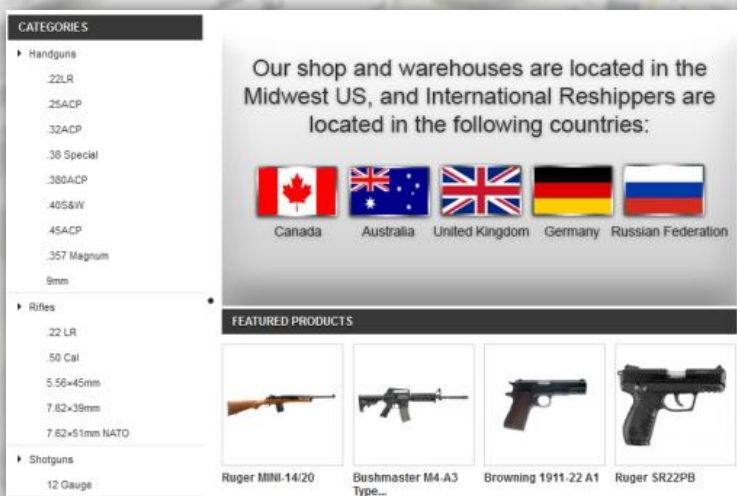 CATEGORIES
Handguns
.22LR
.25ACP
.32ACP
.38 Special
.380ACP
.40S&W
.45ACP
.357 Magnum
9mm
Rifles
.22 LR
.50 Cal
5.56×45mm
7.62×39mm
7.62×51mm NATO
Shotguns
12 Gauge
Our shop and warehouses are located in the
Midwest US, and International Reshippers are
located in the following countries:
Canada
Australia
United Kingdom
Germany
Russian Federation
FEATURED PRODUCTS
Ruger MINI-14/20
Bushmaster M4-A3
Type...
Browning 1911-22 A1
Ruger SR22PB